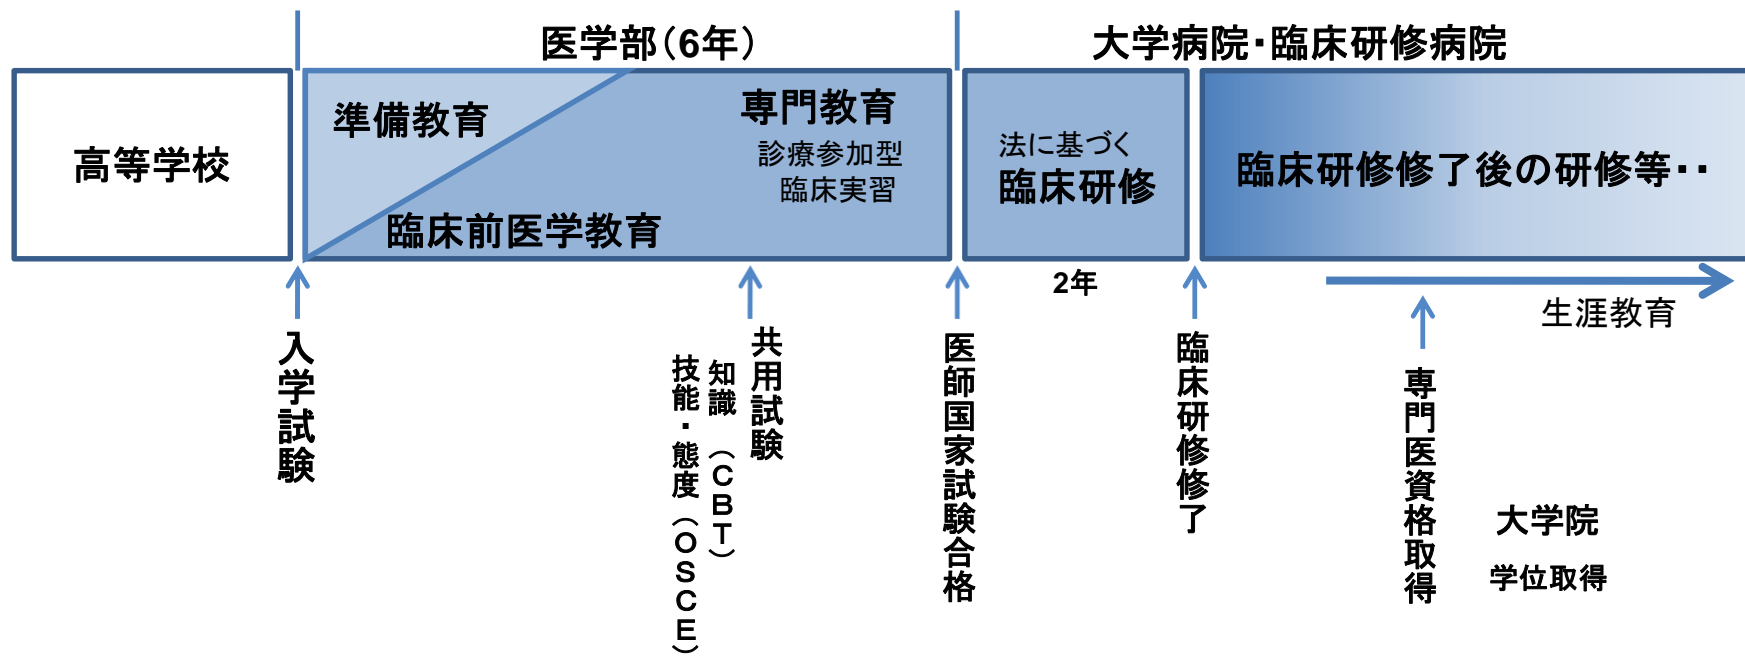 医学部（6年）
大学病院・臨床研修病院
高等学校
準備教育
臨床前医学教育
専門教育
診療参加型
臨床実習
法に基づく
臨床研修
臨床研修修了後の研修等・・
2年
生涯教育
入学試験
共用試験
知識 （ＣＢＴ）
技能・態度（ＯＳＣＥ）
医師国家試験合格
臨床研修修了
専門医資格取得
大学院
学位取得